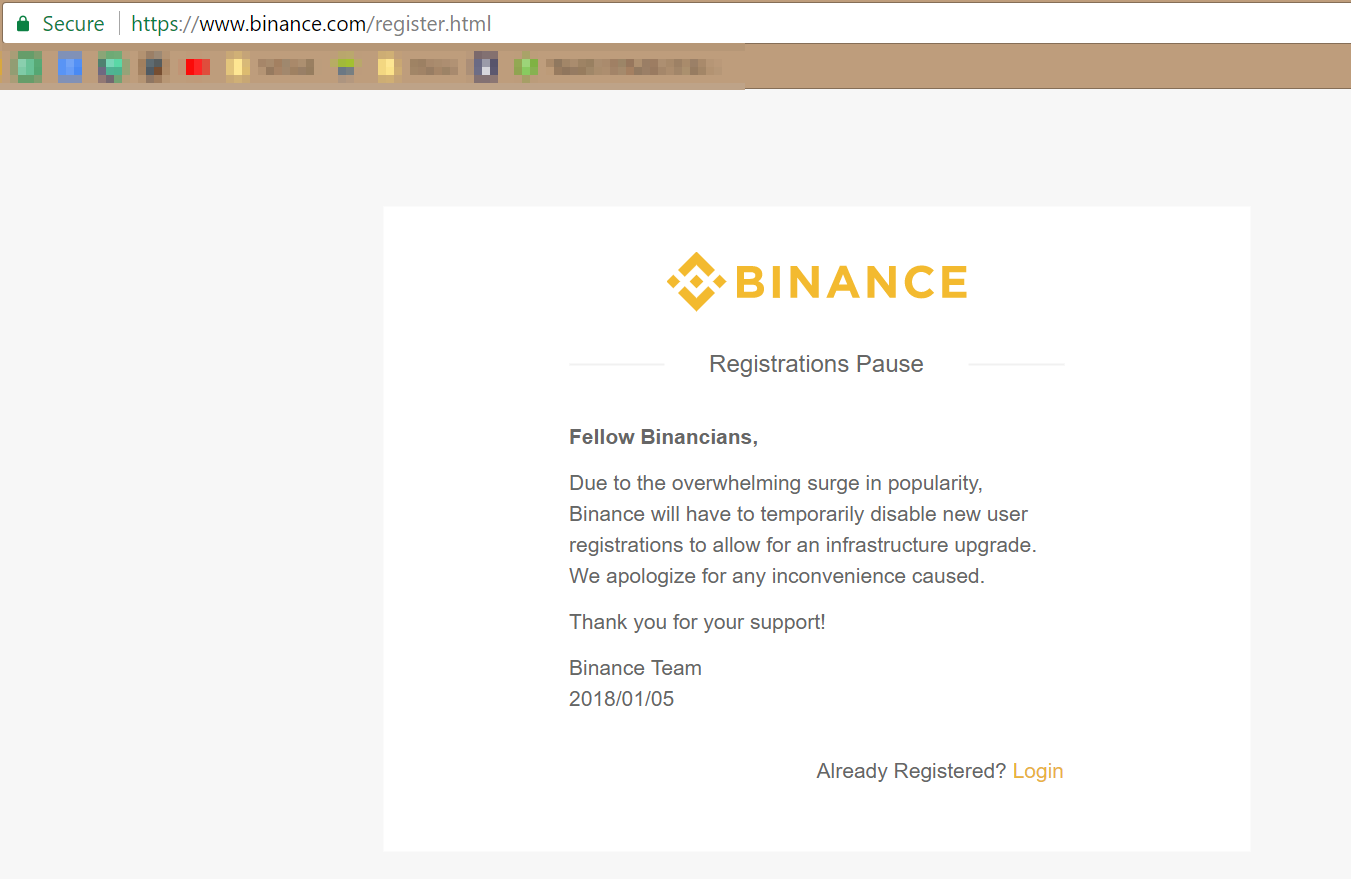 Secure https://www.binance.com/register.html
BINANCE
Registrations Pause
Fellow Binancians,
Due to the overwhelming surge in popularity,
Binance will have to temporarily disable new user
registrations to allow for an infrastructure upgrade.
We apologize for any inconvenience caused.
Thank you for your support!
Binance Team
2018/01/05
Already Registered? Login